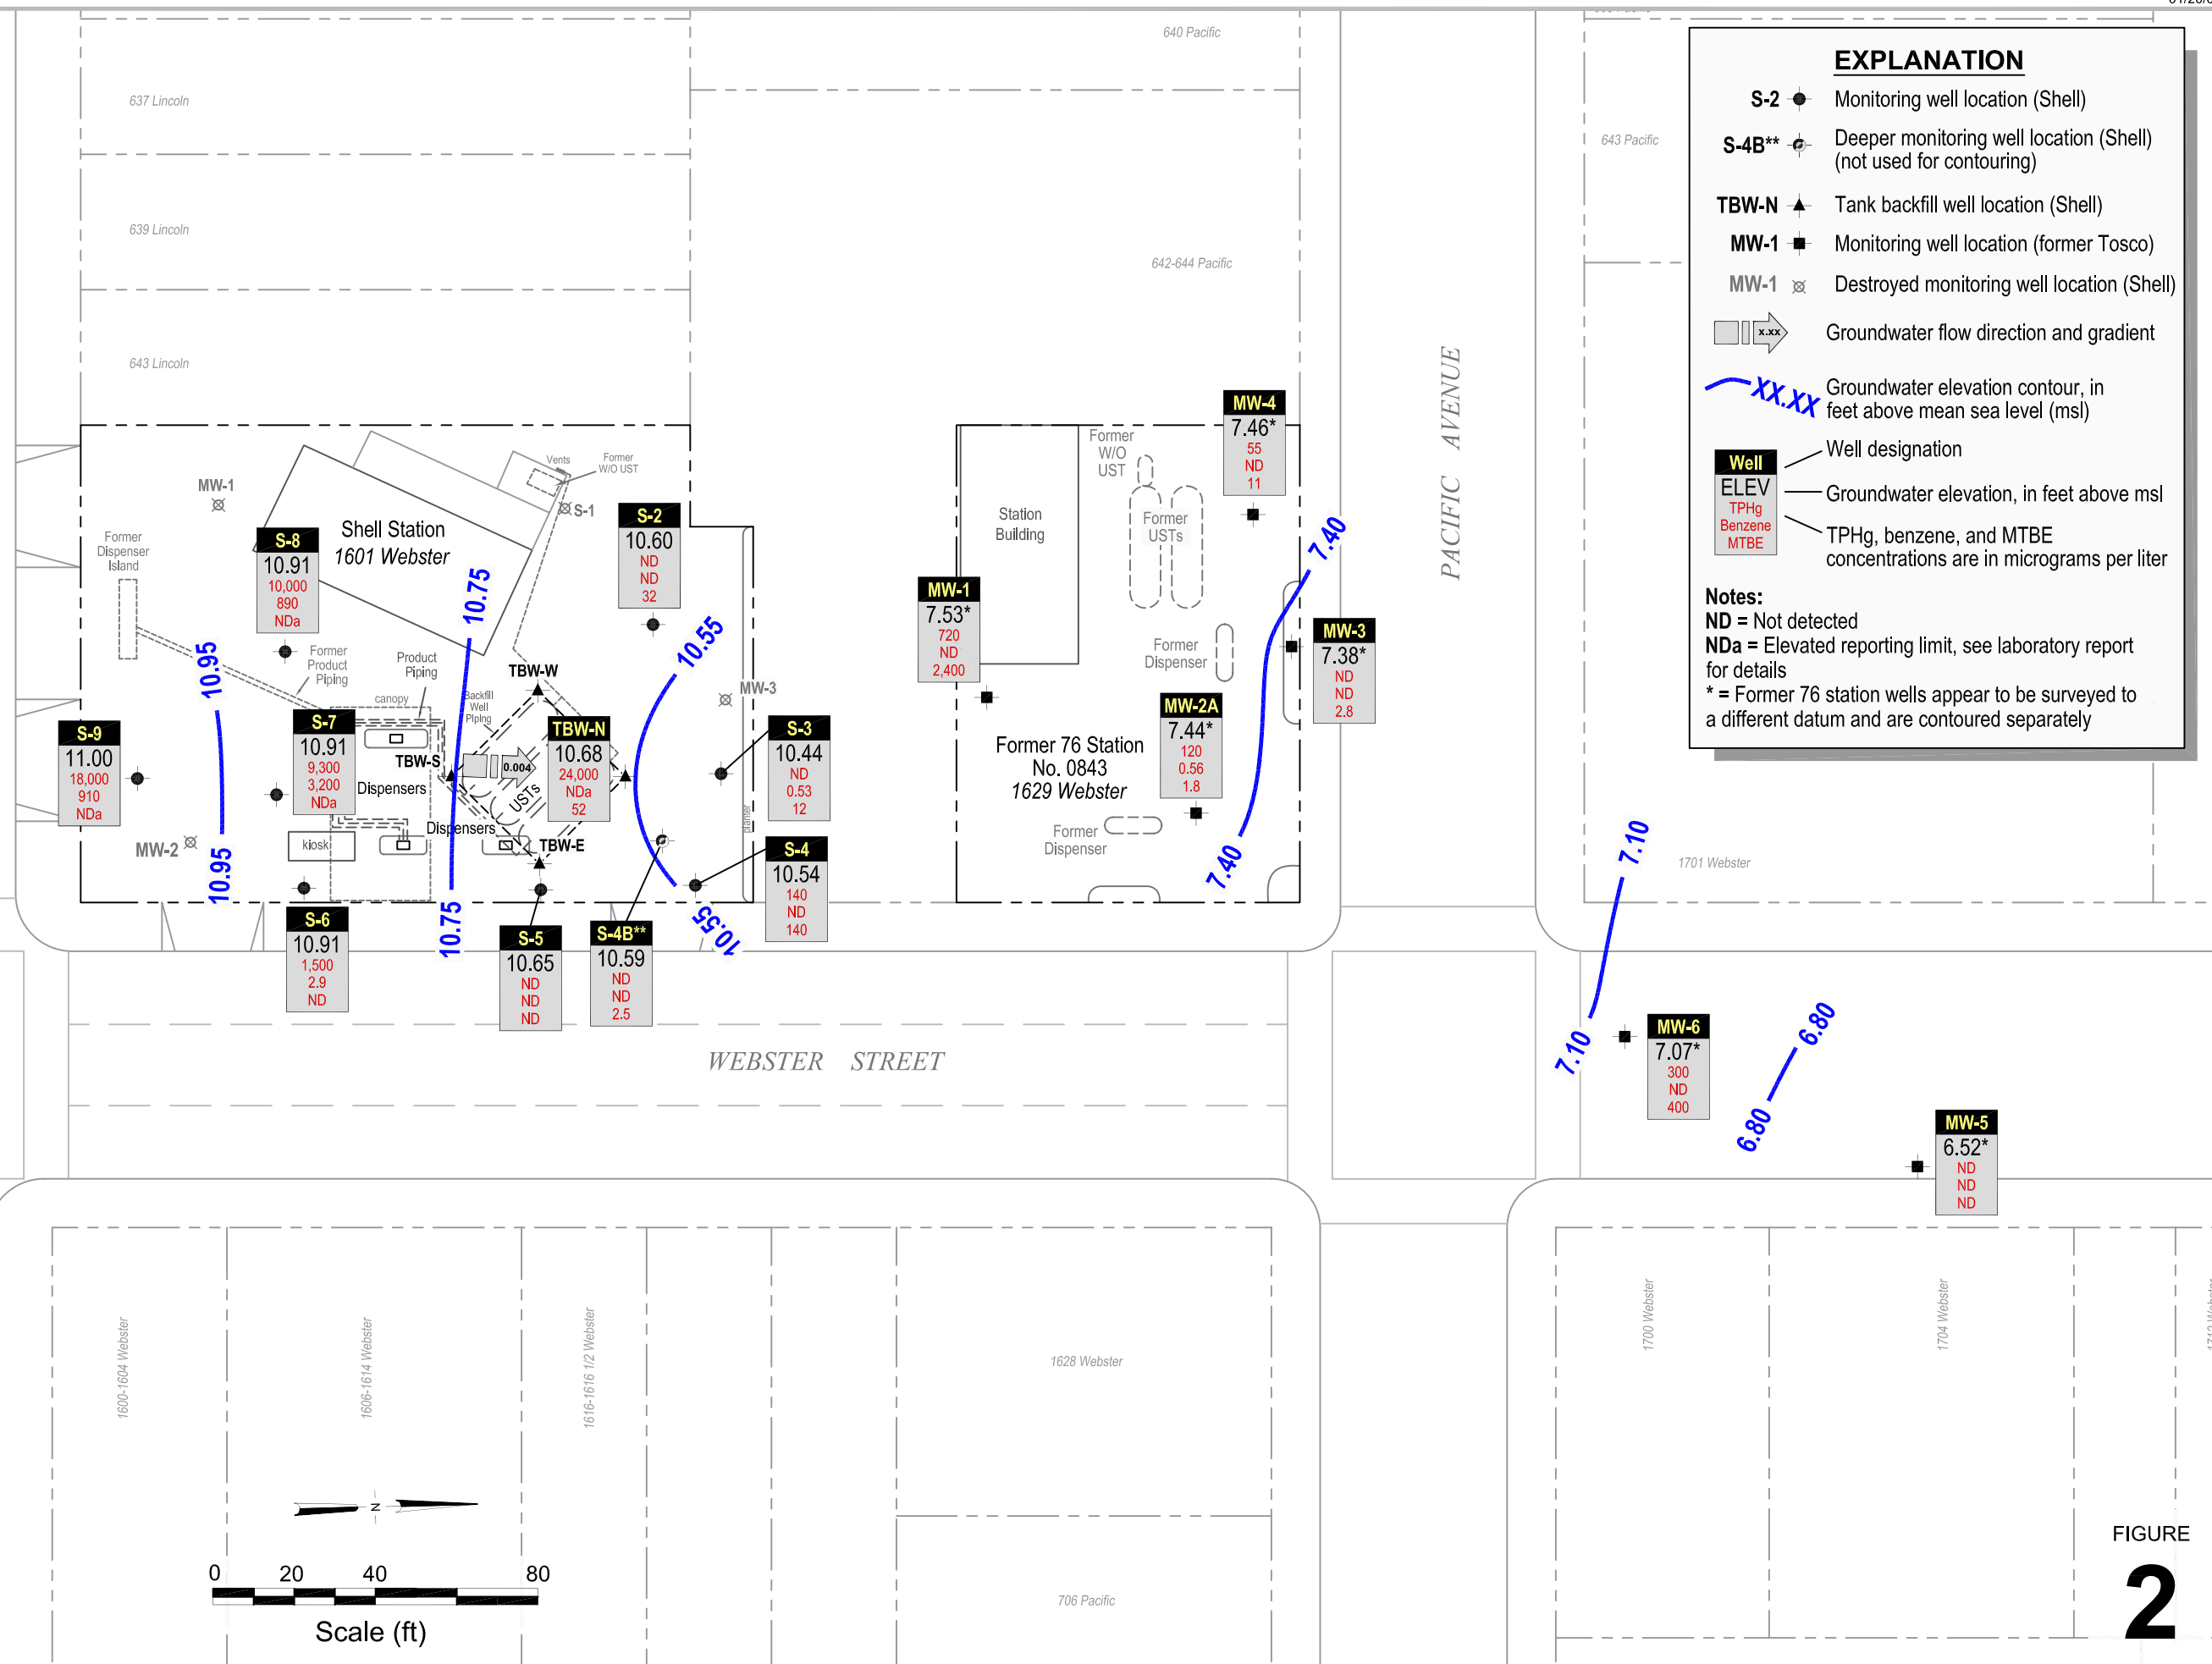 640 Pacific
637 Lincoln
639 Lincoln
643 Lincoln
642-644 Pacific
643 Pacific
EXPLANATION
S-2 Monitoring well location (Shell)
S-4B** Deeper monitoring well location (Shell)
(not used for contouring)
TBW-N Tank backfill well location (Shell)
MW-1 Monitoring well location (former Tosco)
MW-1 Destroyed monitoring well location (Shell)
x.xx Groundwater flow direction and gradient
XX.XX Groundwater elevation contour, in
feet above mean sea level (msl)
Well
ELEV
TPHg
Benzene
MTBE
Well designation
Groundwater elevation, in feet above msl
TPHg, benzene, and MTBE
concentrations are in micrograms per liter
Notes:
ND = Not detected
NDa = Elevated reporting limit, see laboratory report
for details
* = Former 76 station wells appear to be surveyed to
a different datum and are contoured separately
PACIFIC AVENUE
MW-4
7.46*
55
ND
11
Former
W/O
UST
Former
USTs
Station
Building
MW-1
7.53*
720
ND
2,400
Former
Dispenser
MW-3
7.38*
ND
ND
2.8
MW-2A
7.44*
120
0.56
1.8
Former 76 Station
No. 0843
1629 Webster
Former
Dispenser
7.40
7.40
Vents
Former
W/O UST
MW-1
S-1
Shell Station
1601 Webster
Former
Dispenser
Island
S-8
10.91
10,000
890
NDa
S-2
10.60
ND
ND
32
10.75
10.55
10.95
Former
Product
Piping
Product
Piping
canopy
Backfill
Well
Piping
TBW-W
MW-3
S-9
11.00
18,000
910
NDa
S-7
10.91
9,300
3,200
NDa
TBW-S
0.004
TBW-N
10.68
24,000
NDa
52
S-3
10.44
ND
0.53
12
Dispensers
USTs
Dispensers
planter
MW-2
kiosk
TBW-E
10.95
10.75
10.55
S-4
10.54
140
ND
140
S-6
10.91
1,500
2.9
ND
S-5
10.65
ND
ND
ND
S-4B**
10.59
ND
ND
2.5
1701 Webster
7.10
7.10
WEBSTER STREET
MW-6
7.07*
300
ND
400
6.80
6.80
MW-5
6.52*
ND
ND
ND
1600-1604 Webster
1606-1614 Webster
1616-1616 1/2 Webster
1628 Webster
706 Pacific
1700 Webster
1704 Webster
N
0 20 40 80
Scale (ft)
FIGURE
2